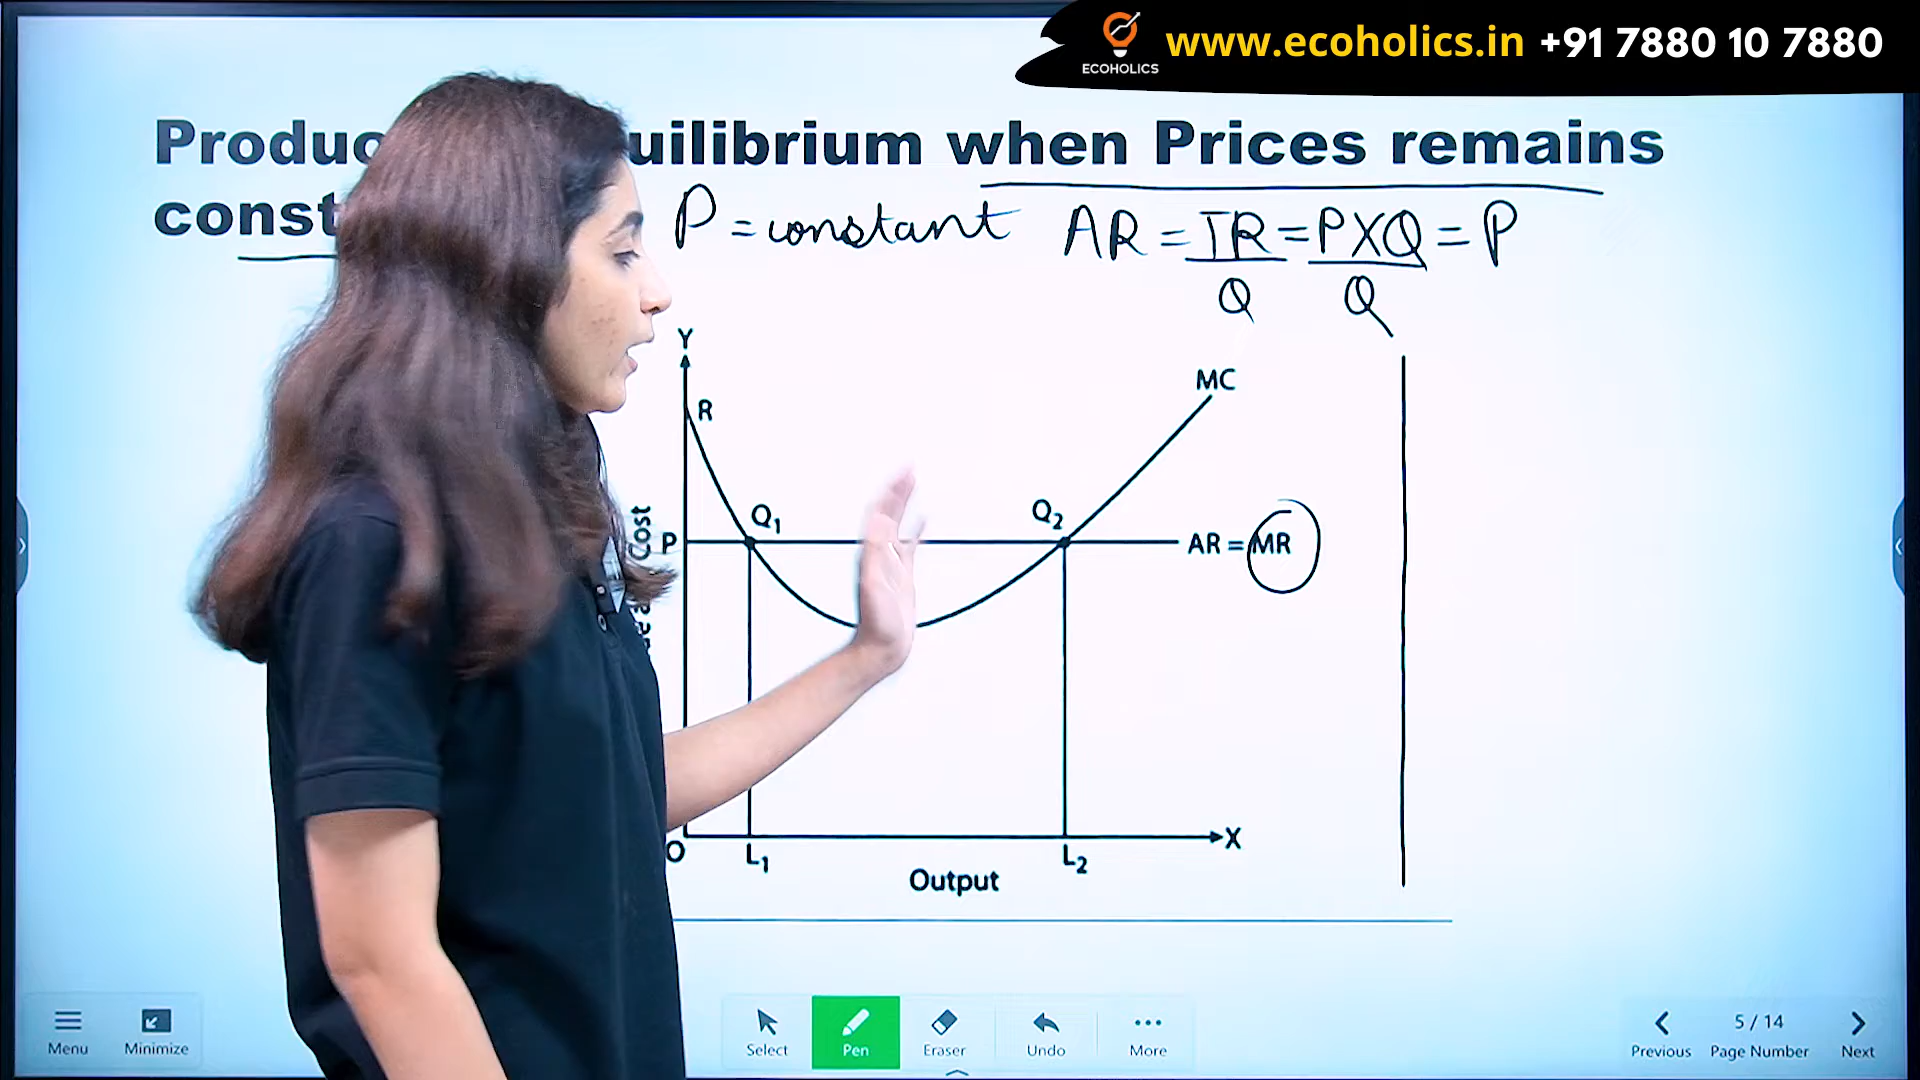 www.ecoholics.in +91 7880 10 7880
ECOHOLICS
uilibrium when Prices remains
P = constant AR = TR = PXQ = P
Q Q
Y
MC
R
Q1 Q2
Cost P AR = MR
O L1 L2 X
Output
Menu Minimize Select Pen Eraser Undo More Previous 5 / 14 Page Number Next